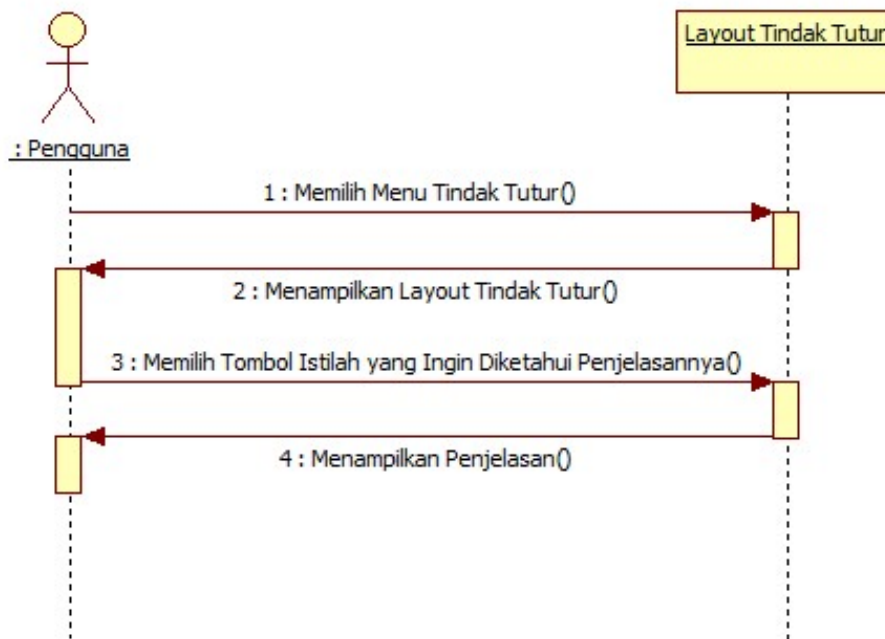 Layout Tindak Tutur
: Pengguna
1 : Memilih Menu Tindak Tutur()
2 : Menampilkan Layout Tindak Tutur()
3 : Memilih Tombol Istilah yang Ingin Diketahui Penjelasannya()
4 : Menampilkan Penjelasan()